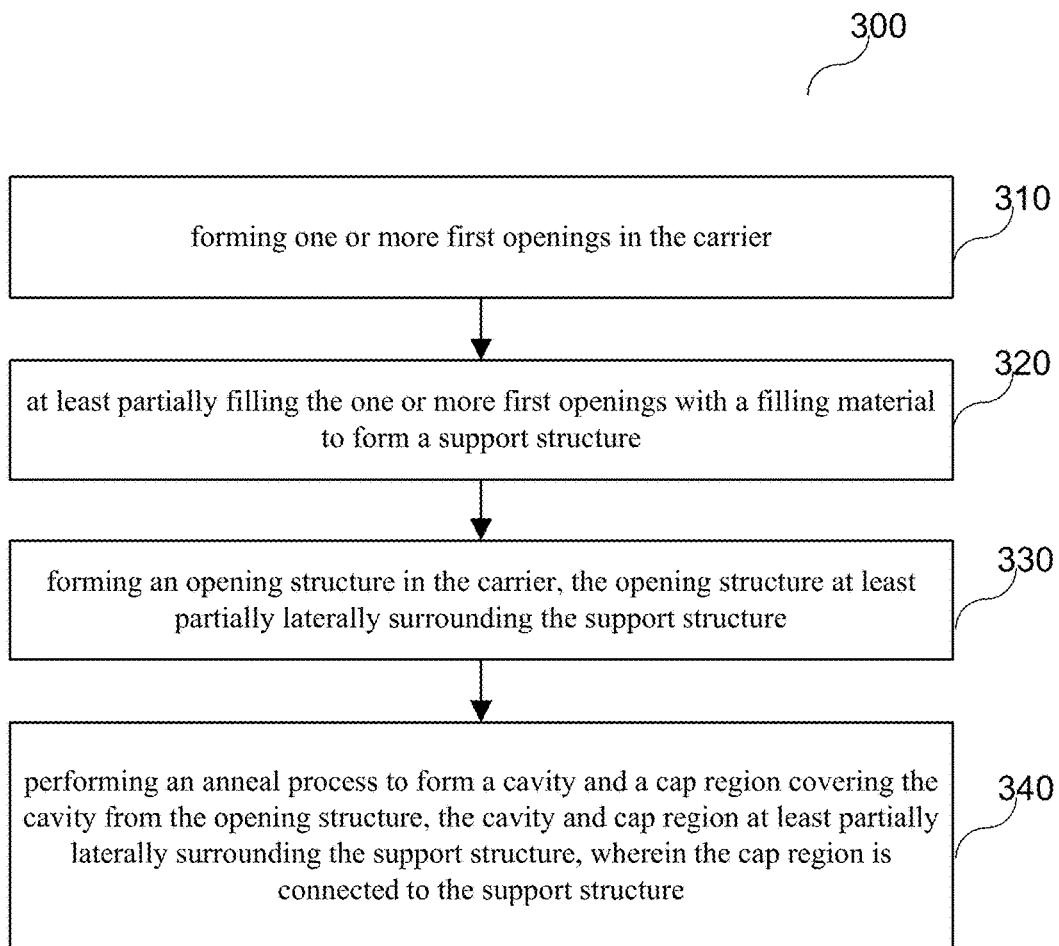 300
310
forming one or more first openings in the carrier
320
at least partially filling the one or more first openings with a filling material
to form a support structure
330
forming an opening structure in the carrier, the opening structure at least
partially laterally surrounding the support structure
340
performing an anneal process to form a cavity and a cap region covering the
cavity from the opening structure, the cavity and cap region at least partially
laterally surrounding the support structure, wherein the cap region is
connected to the support structure